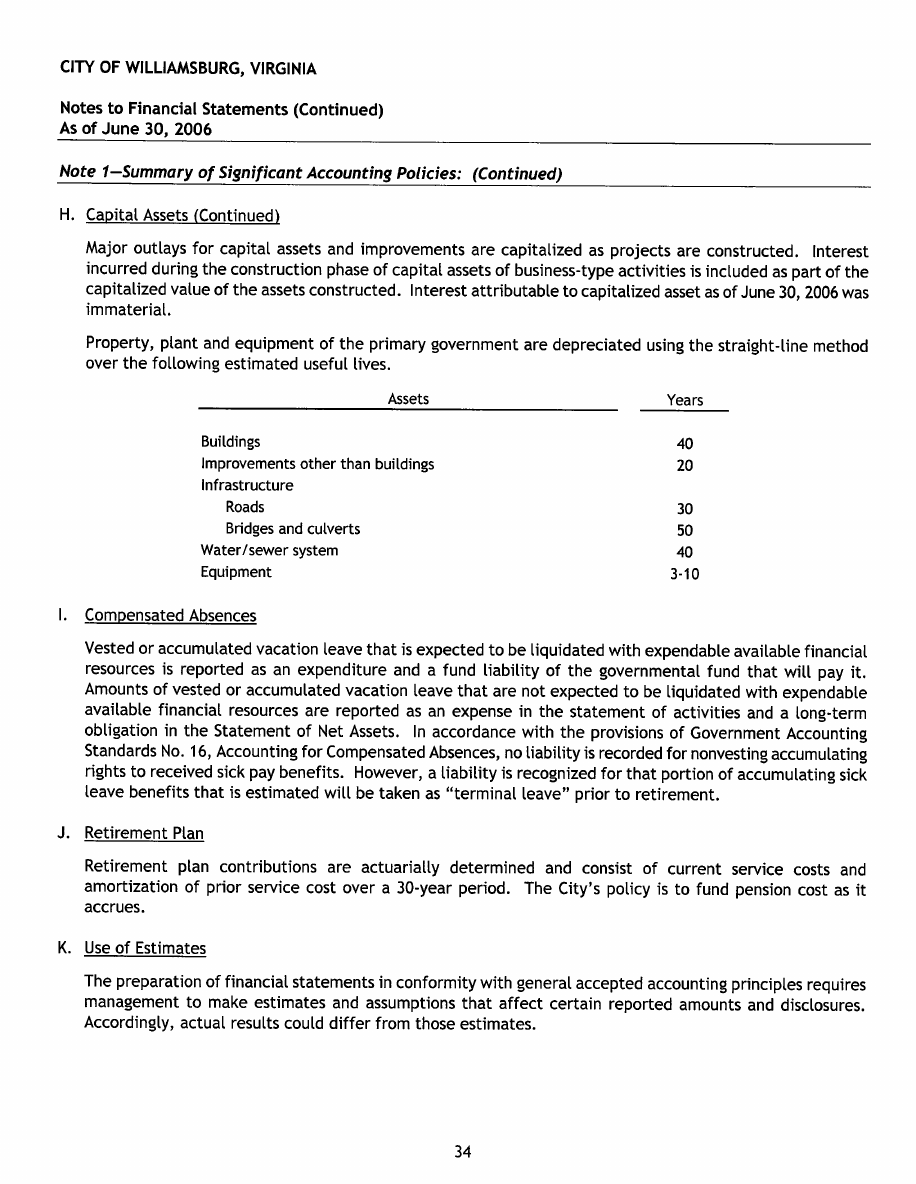 CITY OF WILLIAMSBURG, VIRGINIA
Notes to Financial Statements (Continued)
As of June 30, 2006
Note 1—Summary of Significant Accounting Policies: (Continued)
H. Capital Assets (Continued)
Major outlays for capital assets and improvements are capitalized as projects are constructed. Interest
incurred during the construction phase of capital assets of business-type activities is included as part of the
capitalized value of the assets constructed. Interest attributable to capitalized asset as of June 30, 2006 was
immaterial.
Property, plant and equipment of the primary government are depreciated using the straight-line method
over the following estimated useful lives.
Assets Years
Buildings 40
Improvements other than buildings 20
Infrastructure
Roads 30
Bridges and culverts 50
Water/sewer system 40
Equipment 3-10
I. Compensated Absences
Vested or accumulated vacation leave that is expected to be liquidated with expendable available financial
resources is reported as an expenditure and a fund liability of the governmental fund that will pay it.
Amounts of vested or accumulated vacation leave that are not expected to be liquidated with expendable
available financial resources are reported as an expense in the statement of activities and a long-term
obligation in the Statement of Net Assets. In accordance with the provisions of Government Accounting
Standards No. 16, Accounting for Compensated Absences, no liability is recorded for nonvesting accumulating
rights to received sick pay benefits. However, a liability is recognized for that portion of accumulating sick
leave benefits that is estimated will be taken as “terminal leave” prior to retirement.
J. Retirement Plan
Retirement plan contributions are actuarially determined and consist of current service costs and
amortization of prior service cost over a 30-year period. The City’s policy is to fund pension cost as it
accrues.
K. Use of Estimates
The preparation of financial statements in conformity with general accepted accounting principles requires
management to make estimates and assumptions that affect certain reported amounts and disclosures.
Accordingly, actual results could differ from those estimates.
34